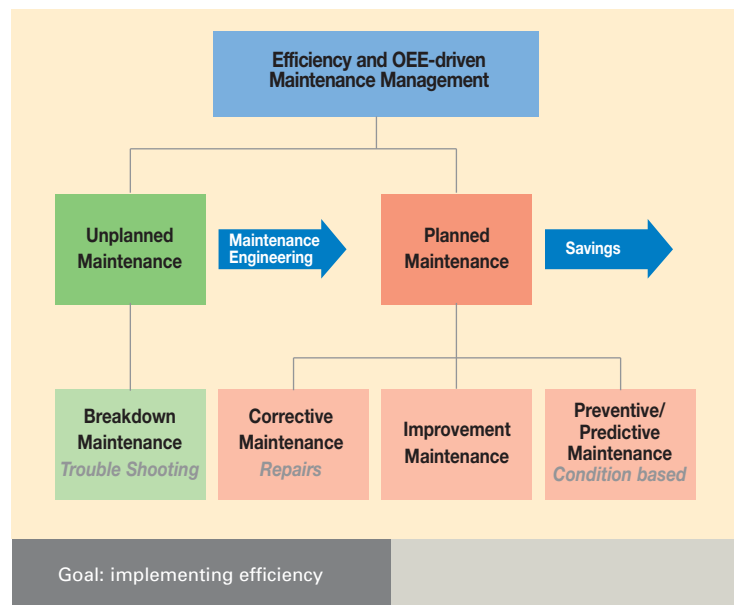 Efficiency and OEE-driven
Maintenance Management
Unplanned
Maintenance
Maintenance
Engineering
Planned
Maintenance
Savings
Breakdown
Maintenance
Trouble Shooting
Corrective
Maintenance
Repairs
Improvement
Maintenance
Preventive/
Predictive
Maintenance
Condition based
Goal: implementing efficiency